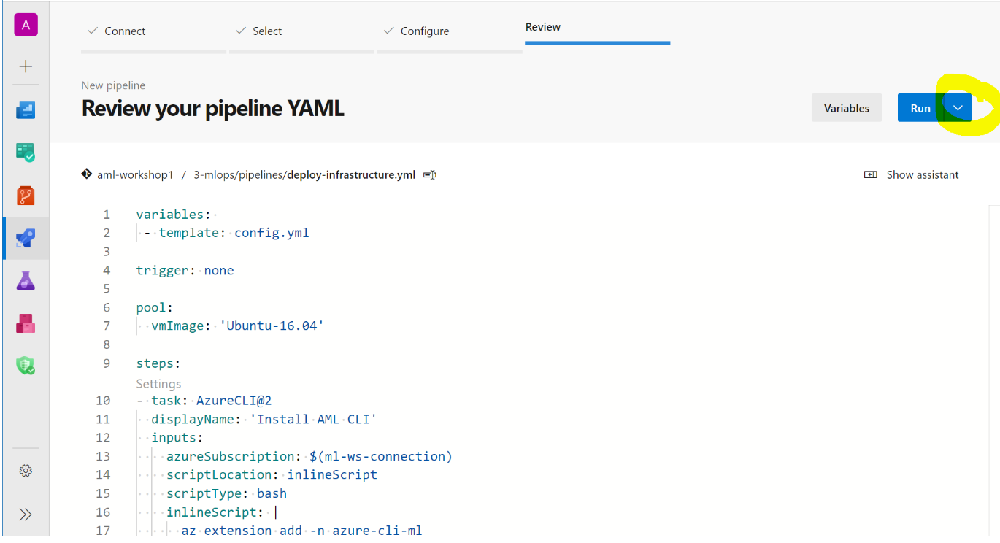 A
Connect
Select
Configure
Review
New pipeline
Review your pipeline YAML
Variables
Run
aml-workshop1 / 3-mlops/pipelines/deploy-infrastructure.yml
Show assistant
1 variables:
2 - template: config.yml
3
4 trigger: none
5
6 pool:
7 vmImage: 'Ubuntu-16.04'
8
9 steps:
Settings
10 - task: AzureCLI@2
11 displayName: 'Install AML CLI'
12 inputs:
13 azureSubscription: $(ml-ws-connection)
14 scriptLocation: inlineScript
15 scriptType: bash
16 inlineScript: |
17 az extension add -n azure-cli-ml